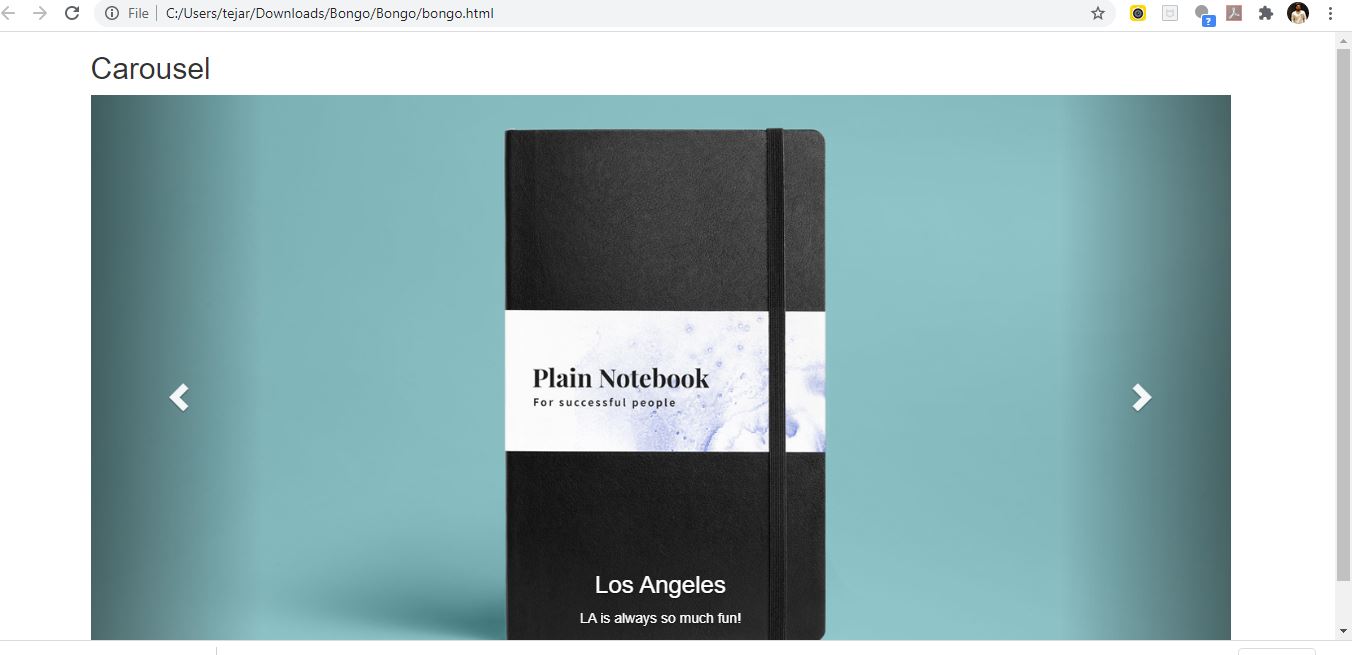 File
C:/Users/tejar/Downloads/Bongo/Bongo/bongo.html
?
Carousel
Plain Notebook
For successful people
Los Angeles
LA is always so much fun!